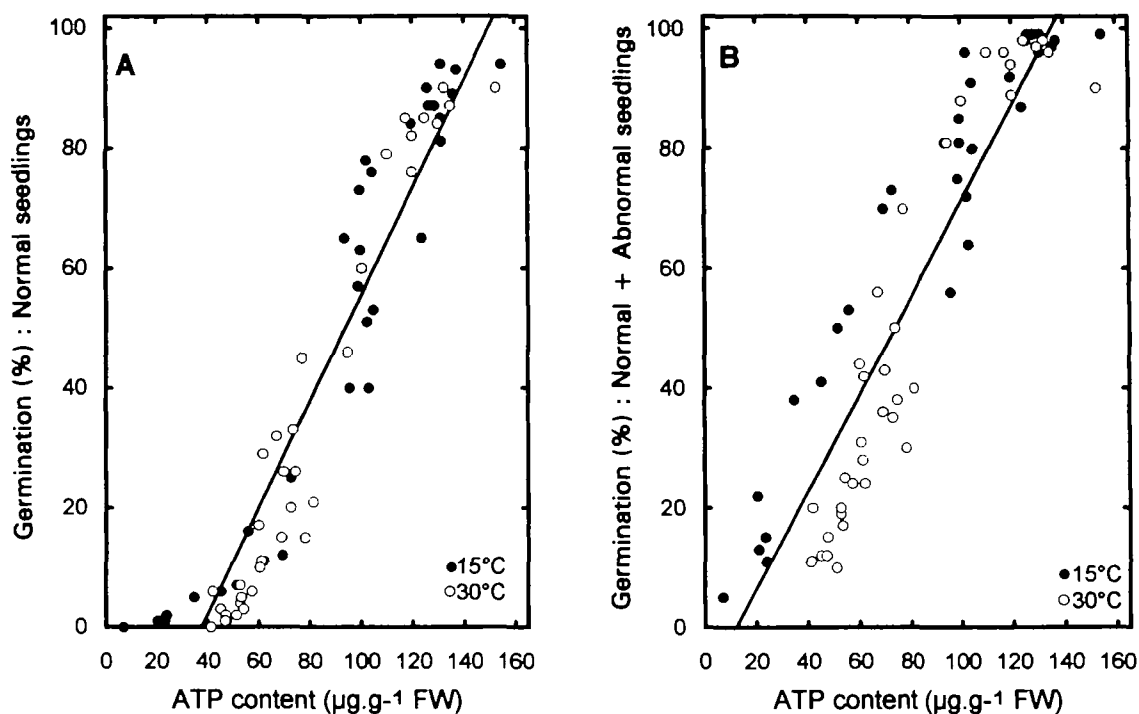 A
Germination (%) : Normal seedlings
100
80
60
40
20
0
0 20 40 60 80 100 120 140 160
ATP content (µg.g-1 FW)
●15°C
○30°C
B
Germination (%) : Normal + Abnormal seedlings
100
80
60
40
20
0
0 20 40 60 80 100 120 140 160
ATP content (µg.g-1 FW)
●15°C
○30°C